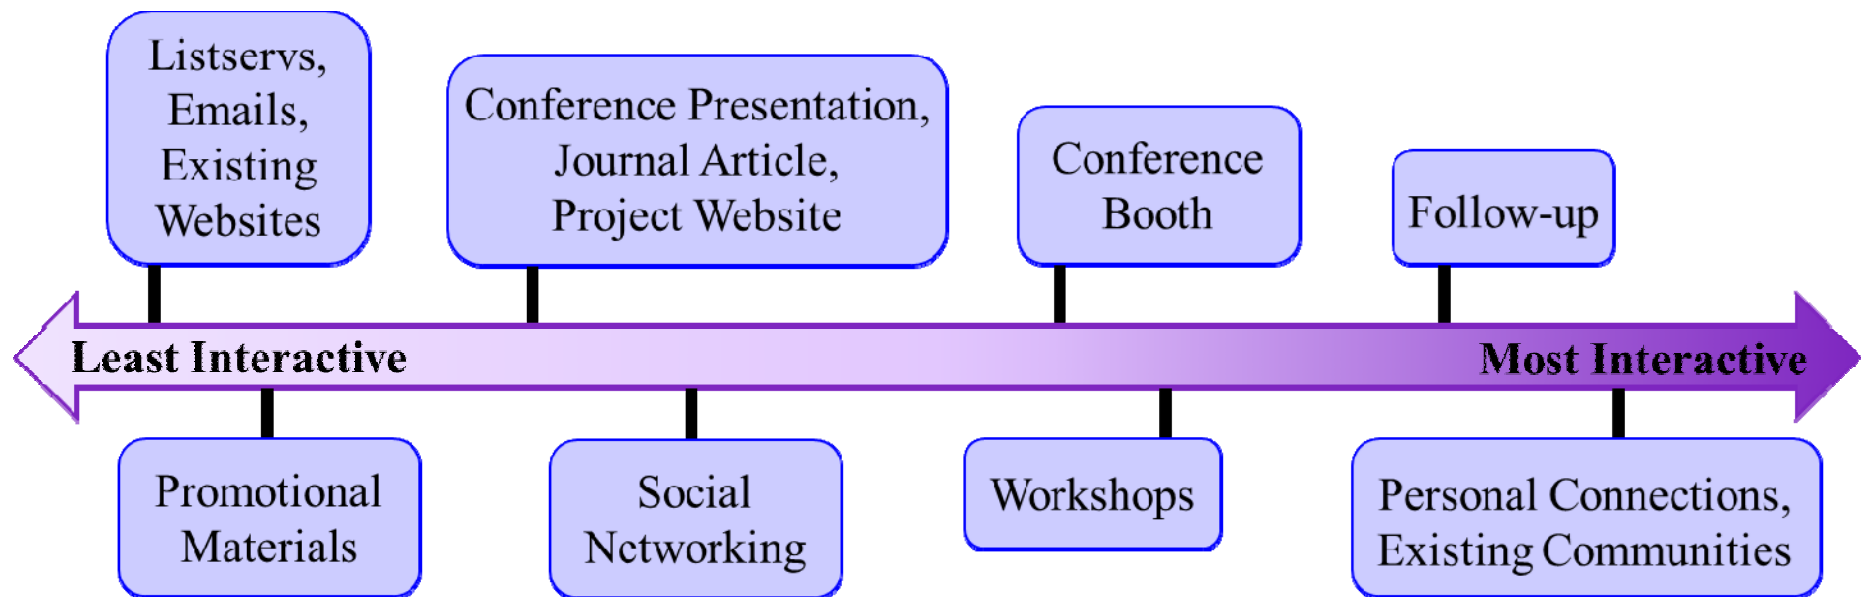 Listservs,
Emails,
Existing
Websites
Conference Presentation,
Journal Article,
Project Website
Conference
Booth
Follow-up
Least Interactive
Most Interactive
Promotional
Materials
Social
Networking
Workshops
Personal Connections,
Existing Communities